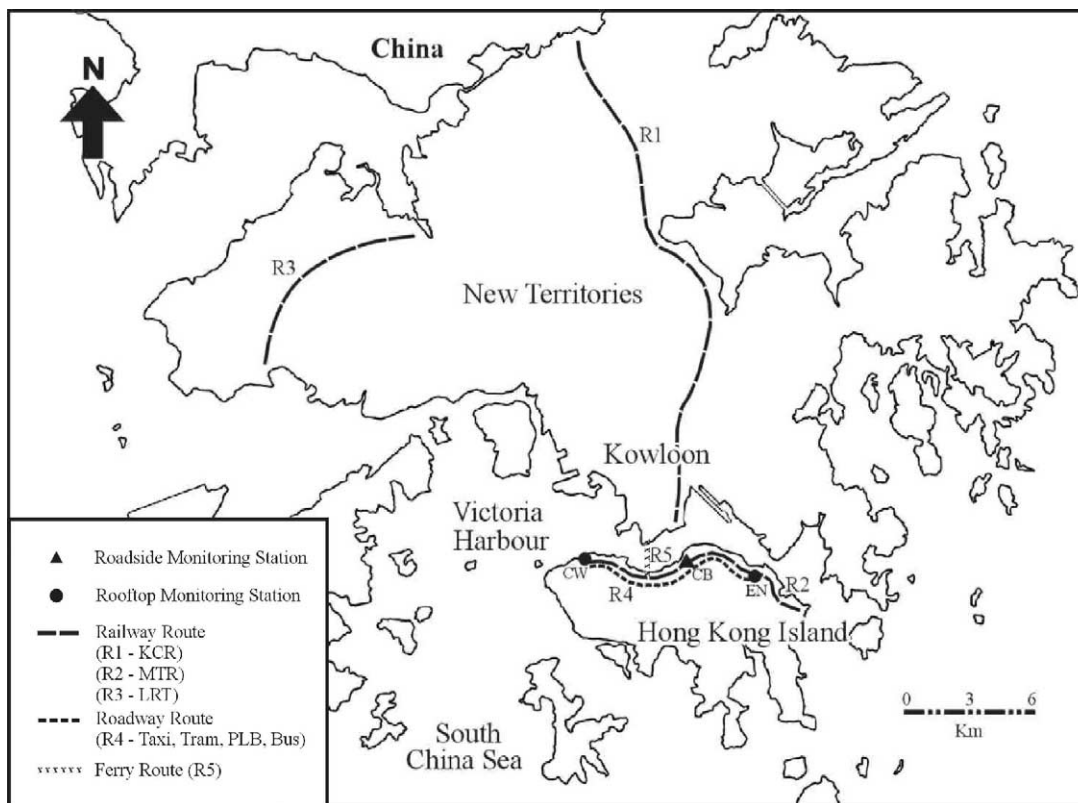 China
N
R1
R3
New Territories
Kowloon
Victoria
Harbour
R5
CW
CB
R4
EN
R2
Hong Kong Island
South
China Sea
0 3 6
Km
Roadside Monitoring Station
Rooftop Monitoring Station
Railway Route
(R1 - KCR)
(R2 - MTR)
(R3 - LRT)
Roadway Route
(R4 - Taxi, Tram, PLB, Bus)
Ferry Route (R5)